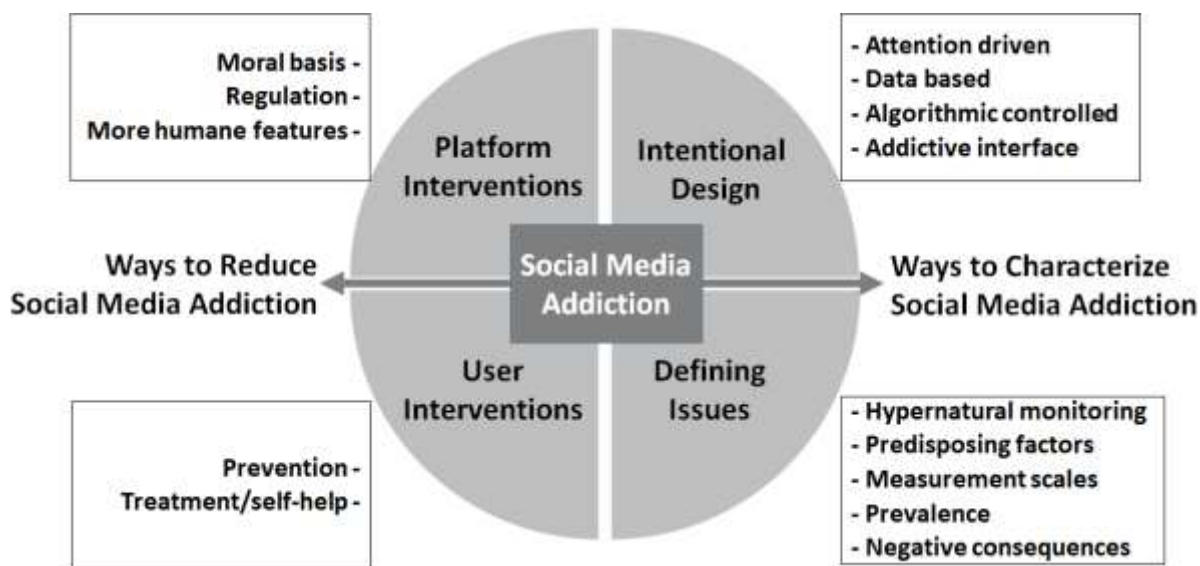 Moral basis -
Regulation -
More humane features -
Platform
Interventions
Intentional
Design
- Attention driven
- Data based
- Algorithmic controlled
- Addictive interface
Ways to Reduce
Social Media Addiction
Social Media
Addiction
Ways to Characterize
Social Media Addiction
User
Interventions
Defining
Issues
Prevention -
Treatment/self-help -
- Hypernatural monitoring
- Predisposing factors
- Measurement scales
- Prevalence
- Negative consequences